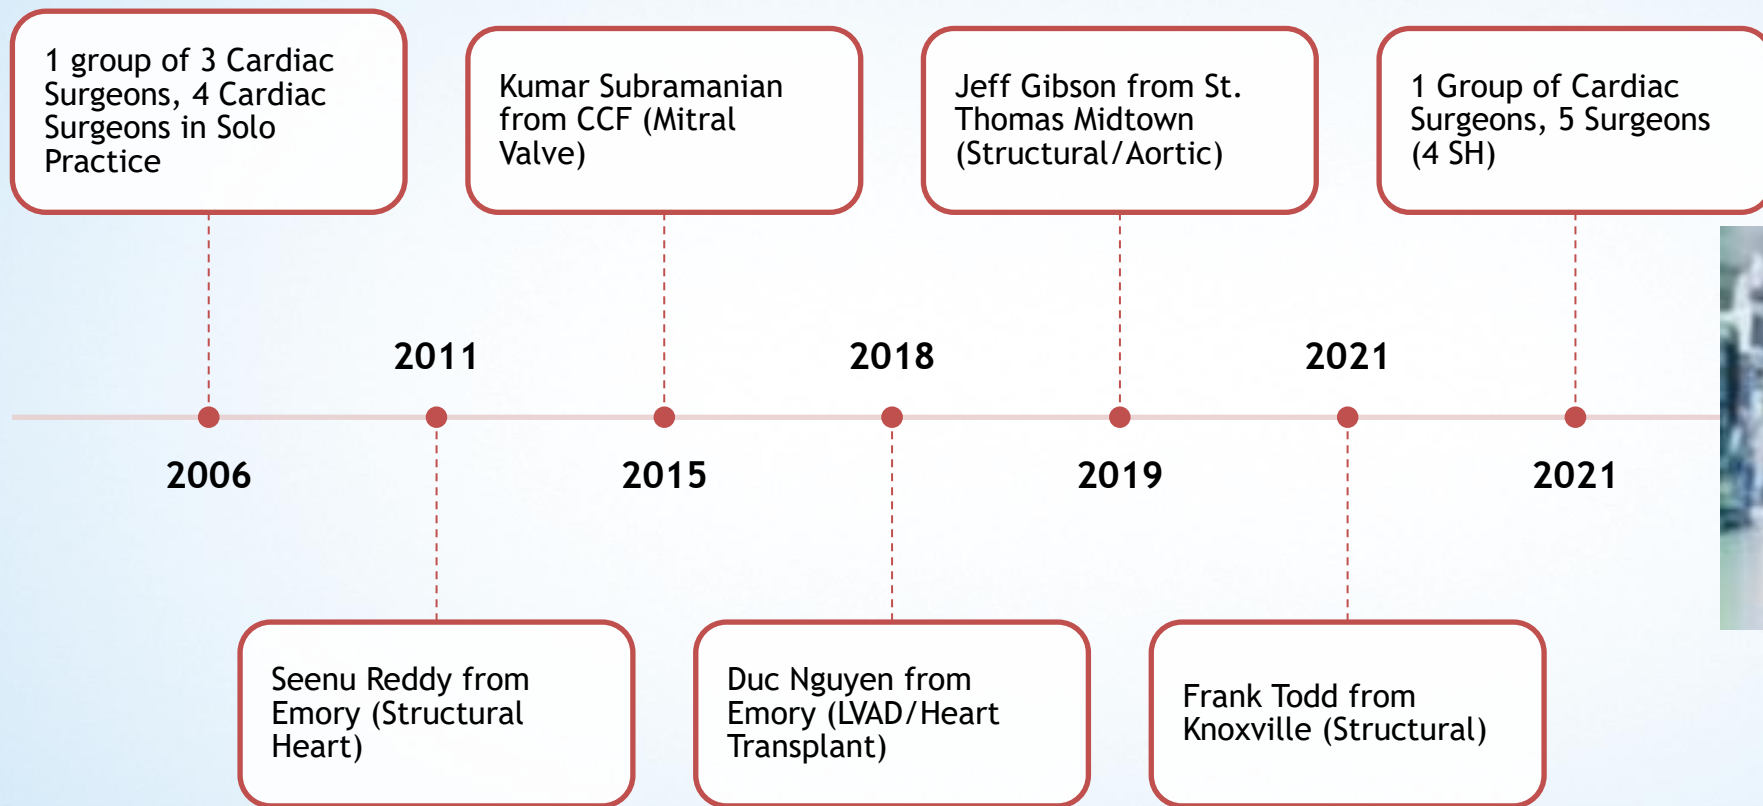 1 group of 3 Cardiac
Surgeons, 4 Cardiac
Surgeons in Solo
Practice
Kumar Subramanian
from CCF (Mitral
Valve)
Jeff Gibson from St.
Thomas Midtown
(Structural/Aortic)
1 Group of Cardiac
Surgeons, 5 Surgeons
(4 SH)
2011
2018
2021
2006
2015
2019
2021
Seenu Reddy from
Emory (Structural
Heart)
Duc Nguyen from
Emory (LVAD/Heart
Transplant)
Frank Todd from
Knoxville (Structural)